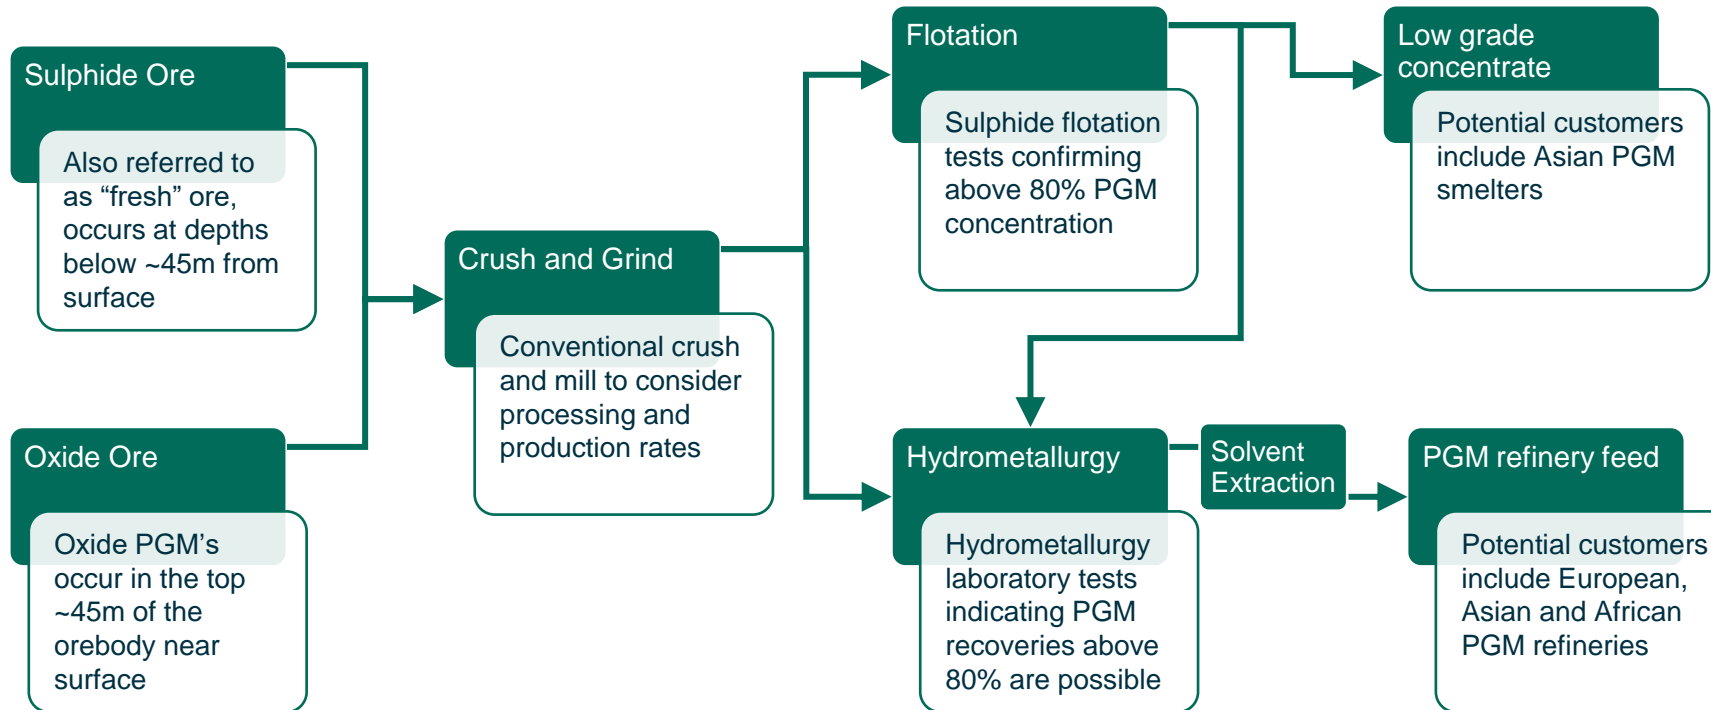 Sulphide Ore
Also referred to
as “fresh” ore,
occurs at depths
below ~45m from
surface
Oxide Ore
Oxide PGM’s
occur in the top
~45m of the
orebody near
surface
Crush and Grind
Conventional crush
and mill to consider
processing and
production rates
Flotation
Sulphide flotation
tests confirming
above 80% PGM
concentration
Hydrometallurgy
Hydrometallurgy
laboratory tests
indicating PGM
recoveries above
80% are possible
Solvent
Extraction
Low grade
concentrate
Potential customers
include Asian PGM
smelters
PGM refinery feed
Potential customers
include European,
Asian and African
PGM refineries